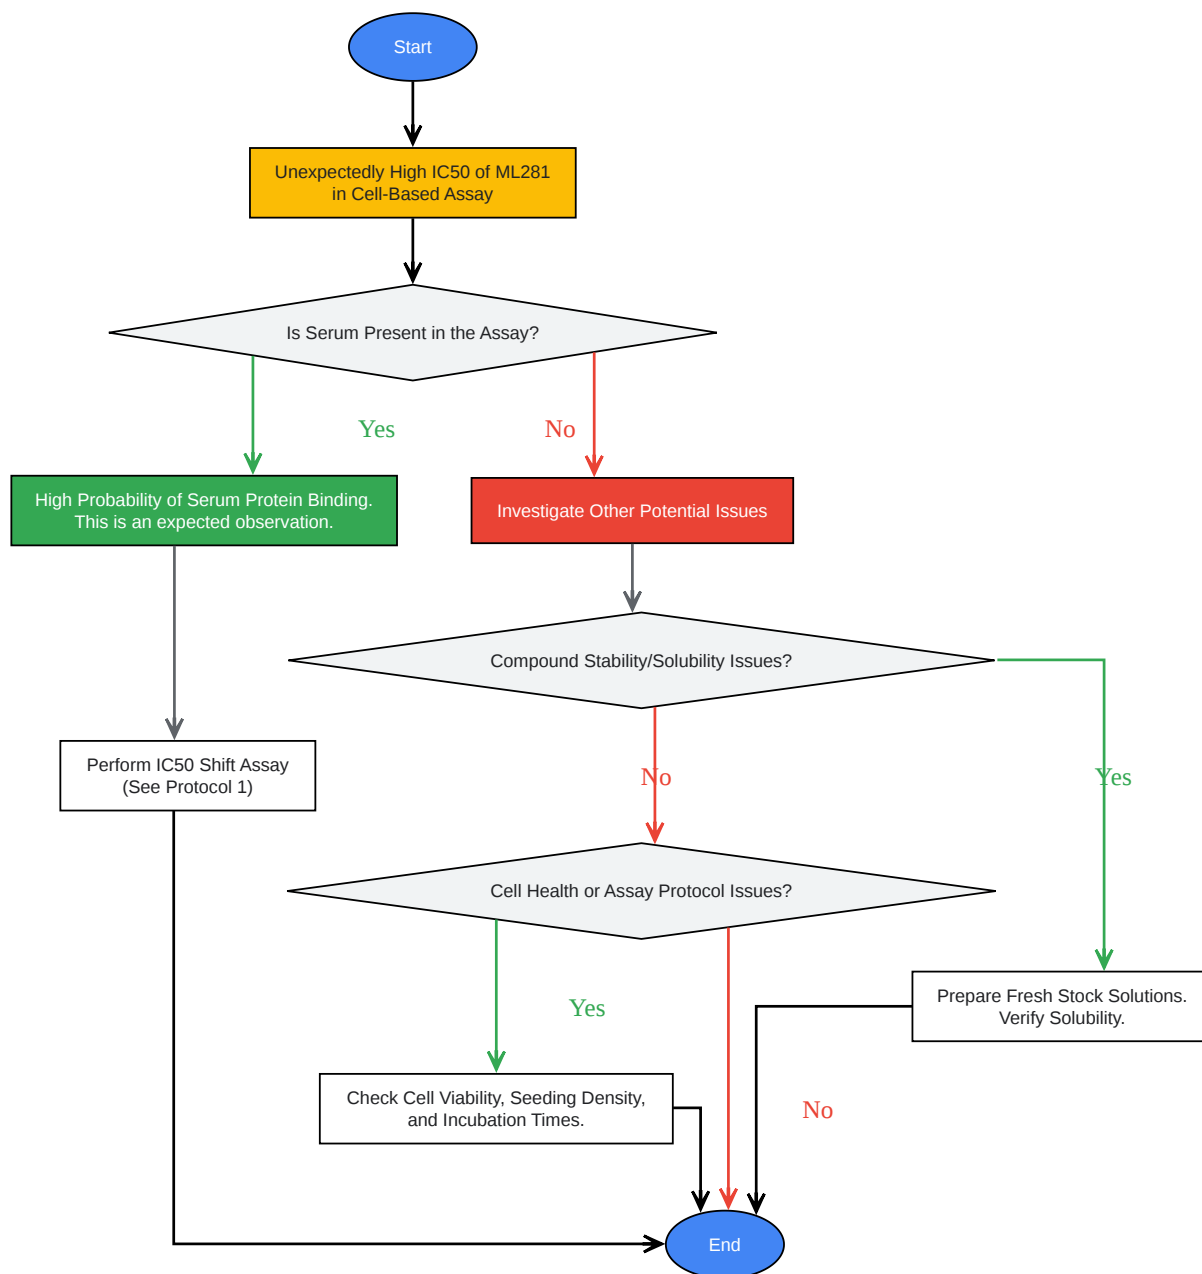 Start
Unexpectedly High IC50 of ML281
in Cell-Based Assay
Is Serum Present in the Assay?
Yes
No
High Probability of Serum Protein Binding.
This is an expected observation.
Investigate Other Potential Issues
Compound Stability/Solubility Issues?
Perform IC50 Shift Assay
(See Protocol 1)
No
Yes
Cell Health or Assay Protocol Issues?
Yes
Prepare Fresh Stock Solutions.
Verify Solubility.
Check Cell Viability, Seeding Density,
and Incubation Times.
No
End